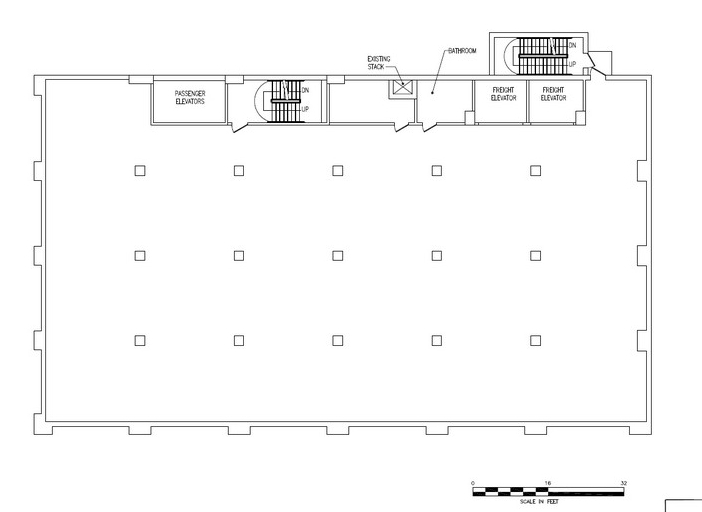 DN
EXISTING
STACK
BATHROOM
UP
PASSENGER
ELEVATORS
DN
UP
FREIGHT
ELEVATOR
FREIGHT
ELEVATOR
0 16 32
SCALE IN FEET